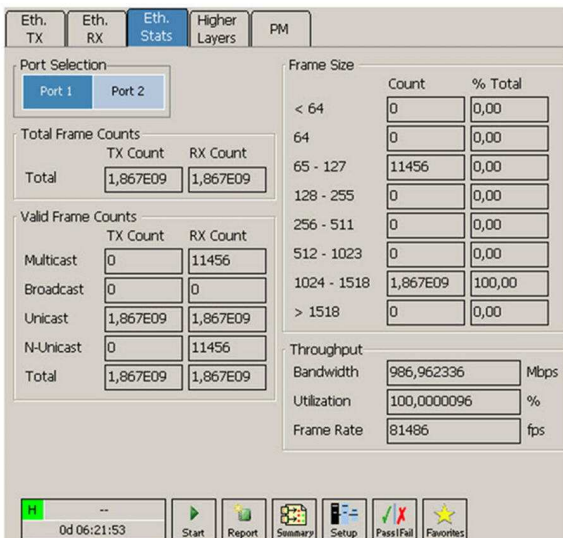 Eth. TX
Eth. RX
Eth. Stats
Higher Layers
PM
Port Selection
Port 1 Port 2
Total Frame Counts
TX Count RX Count
Total 1,867E09 1,867E09
Valid Frame Counts
TX Count RX Count
Multicast 0 11456
Broadcast 0 0
Unicast 1,867E09 1,867E09
N-Unicast 0 11456
Total 1,867E09 1,867E09
Frame Size
Count % Total
< 64 0 0,00
64 0 0,00
65 - 127 11456 0,00
128 - 255 0 0,00
256 - 511 0 0,00
512 - 1023 0 0,00
1024 - 1518 1,867E09 100,00
> 1518 0 0,00
Throughput
Bandwidth 986,962336 Mbps
Utilization 100,0000096 %
Frame Rate 81486 fps
H --
0d 06:21:53
Start Report Summary Setup Pass|Fail Favorites